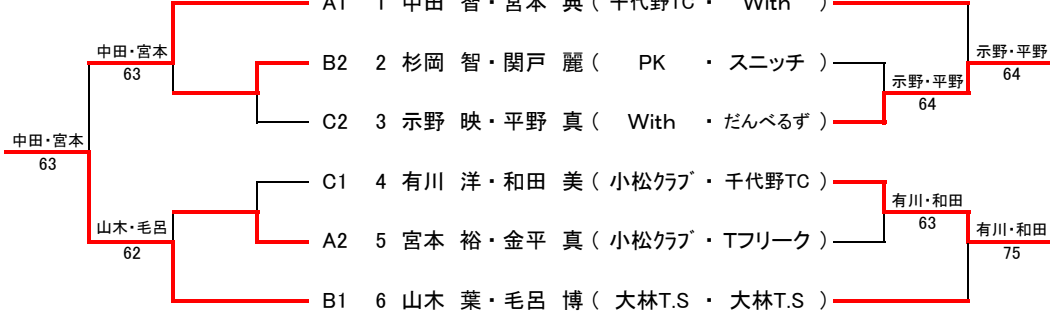 A1 1 中田 智・宮本 典 ( 千代野TC ・ With )
中田・宮本
63
B2 2 杉岡 智・関戸 麗 ( PK ・ スニッチ )
示野・平野
64
示野・平野
64
C2 3 示野 映・平野 真 ( With ・ だんべるず )
中田・宮本
63
C1 4 有川 洋・和田 美 ( 小松ｸﾗﾌﾞ ・ 千代野TC )
有川・和田
63
山木・毛呂
62
A2 5 宮本 裕・金平 真 ( 小松ｸﾗﾌﾞ ・ Tフリーク )
有川・和田
75
B1 6 山木 葉・毛呂 博 ( 大林T.S ・ 大林T.S )